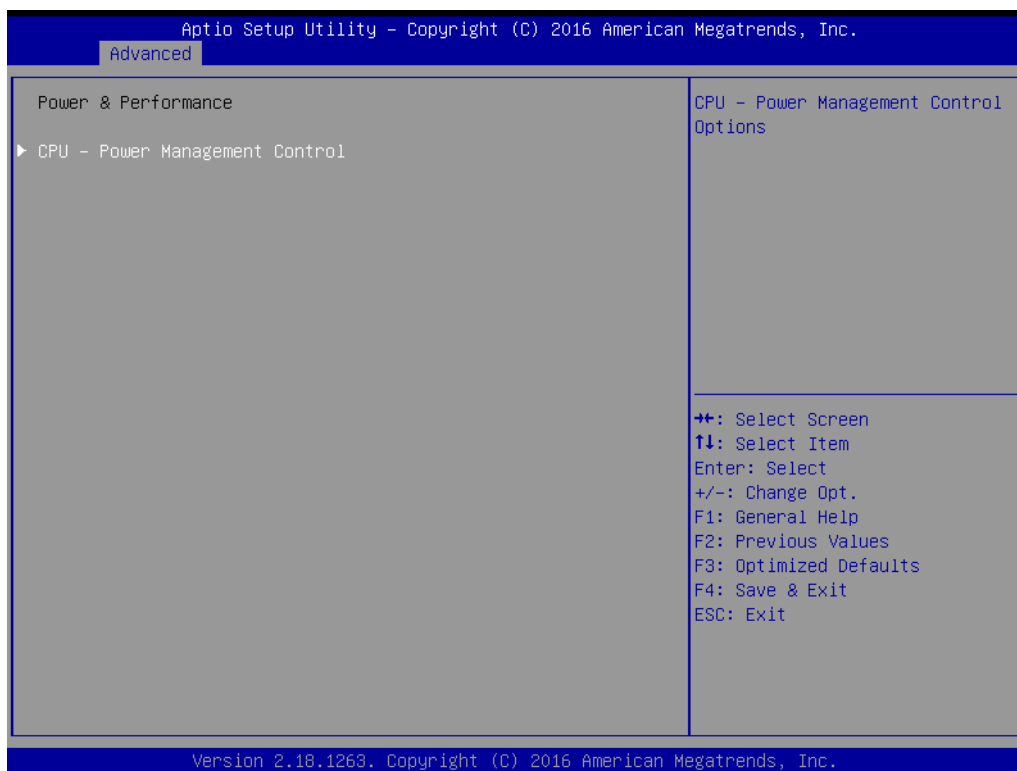 Aptio Setup Utility – Copyright (C) 2016 American Megatrends, Inc.
Advanced
Power & Performance
▶ CPU – Power Management Control
CPU – Power Management Control
Options
→←: Select Screen
↑↓: Select Item
Enter: Select
+/-: Change Opt.
F1: General Help
F2: Previous Values
F3: Optimized Defaults
F4: Save & Exit
ESC: Exit
Version 2.18.1263. Copyright (C) 2016 American Megatrends, Inc.